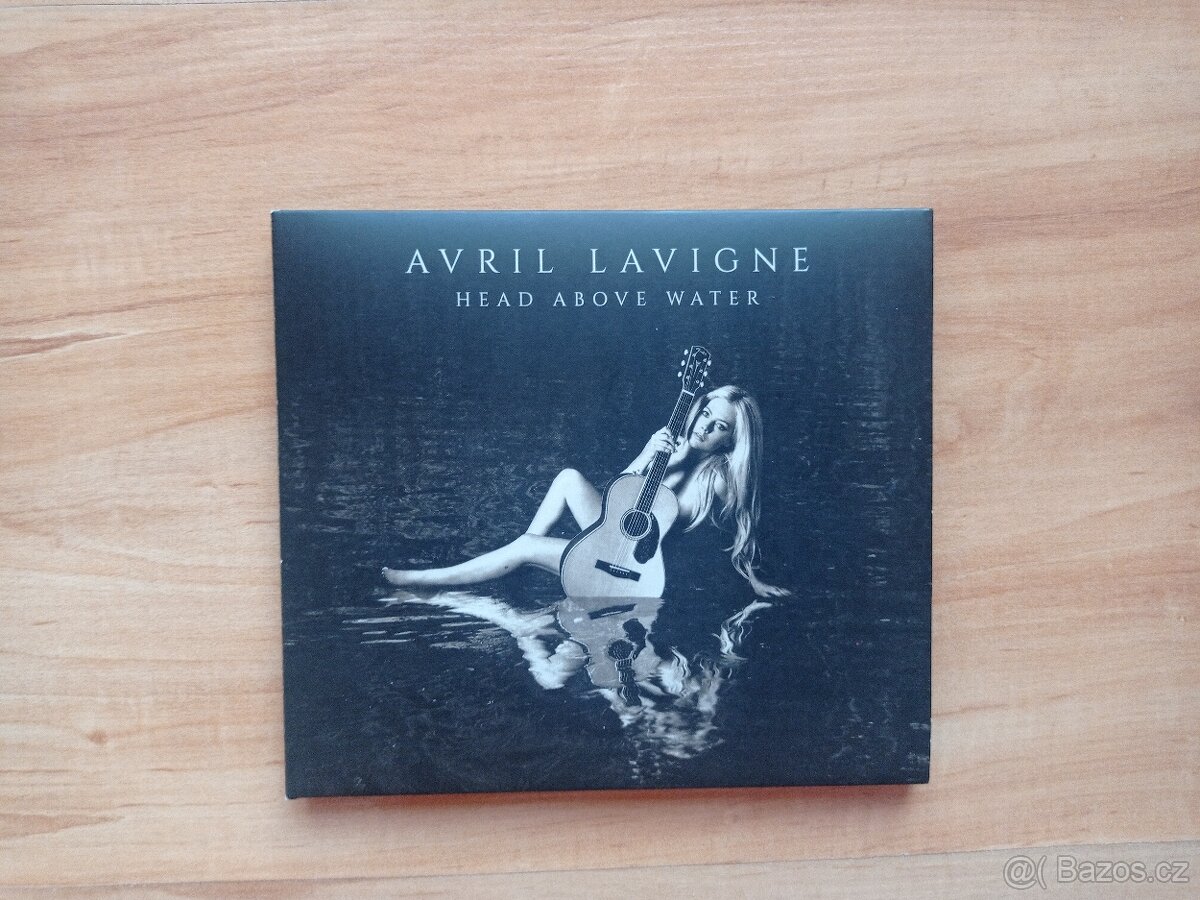 AVRIL LAVIGNE
HEAD ABOVE WATER
@( Bazos.cz